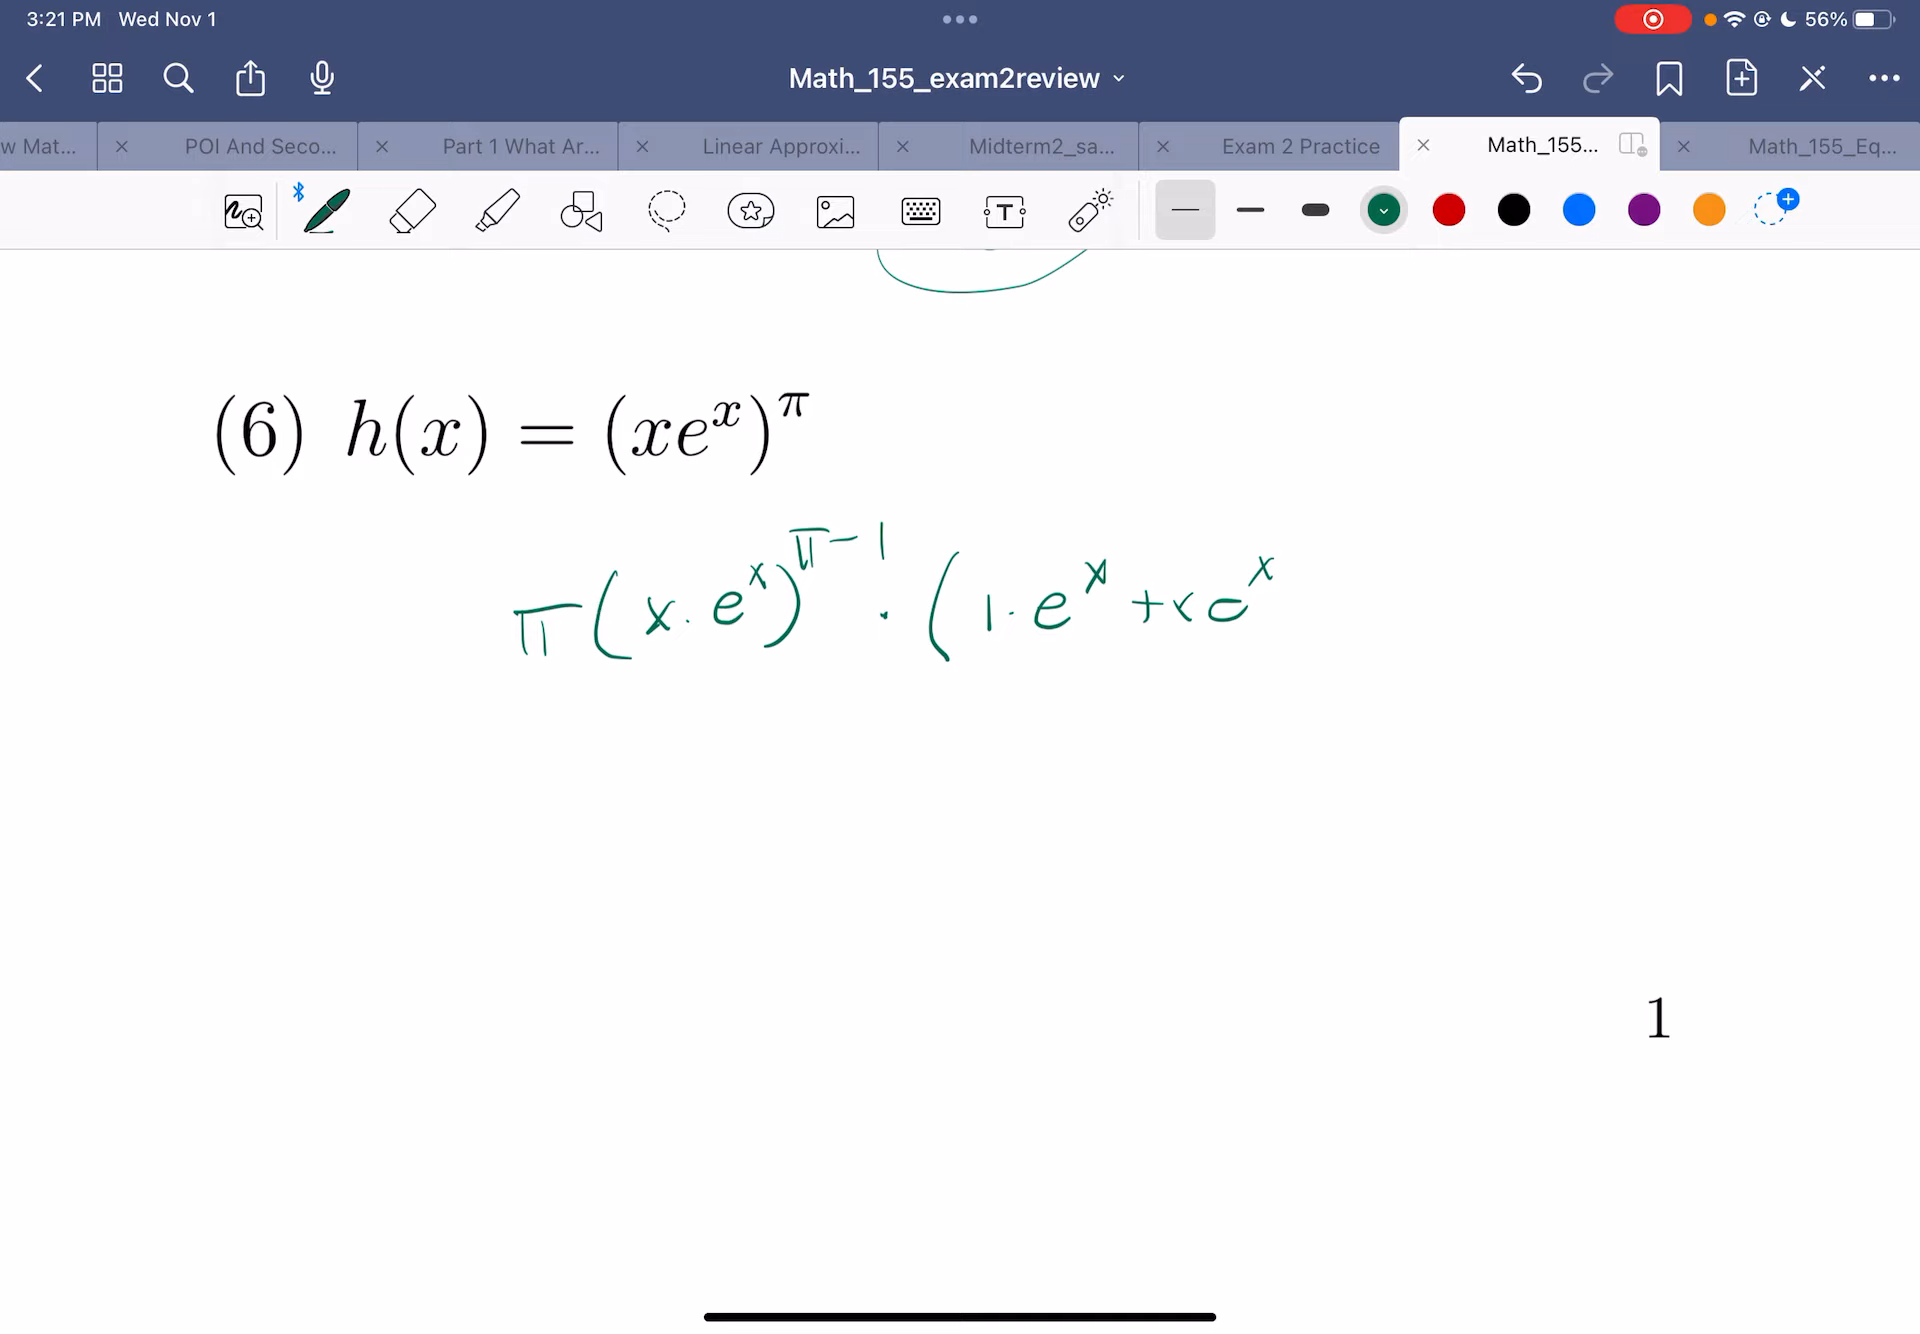 3:21 PM Wed Nov 1 56%
Math_155_exam2review
w Mat... POI And Seco... Part 1 What Ar... Linear Approxi... Midterm2_sa... Exam 2 Practice Math_155... Math_155_Eq...
(6) h(x) = (xe^x)^π
π(x·e^x)^π-1 · (1·e^x + xe^x
1